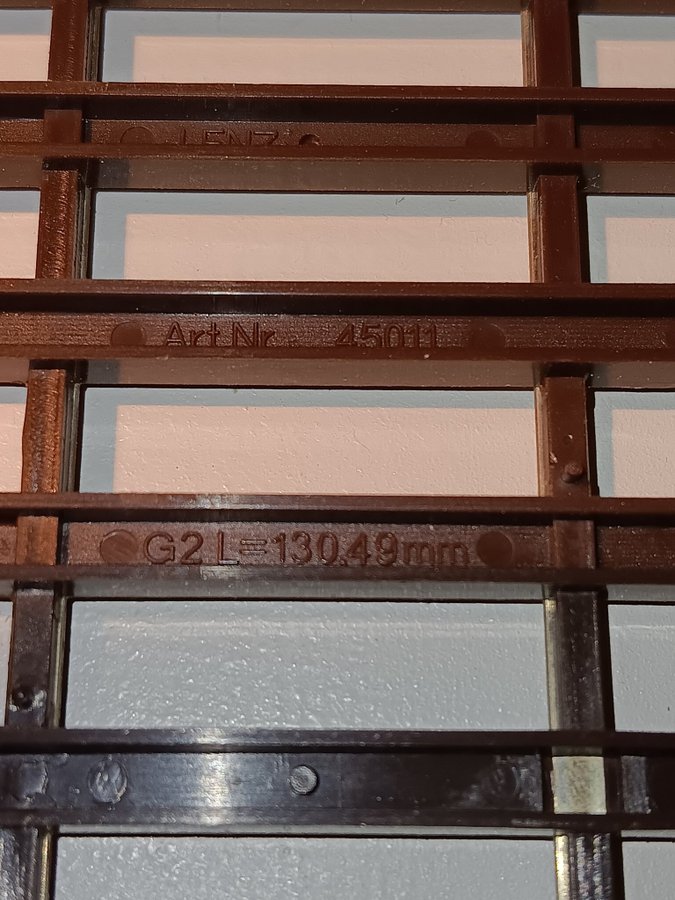 LENZ
Art.Nr. 45011
G2 L=130,49mm